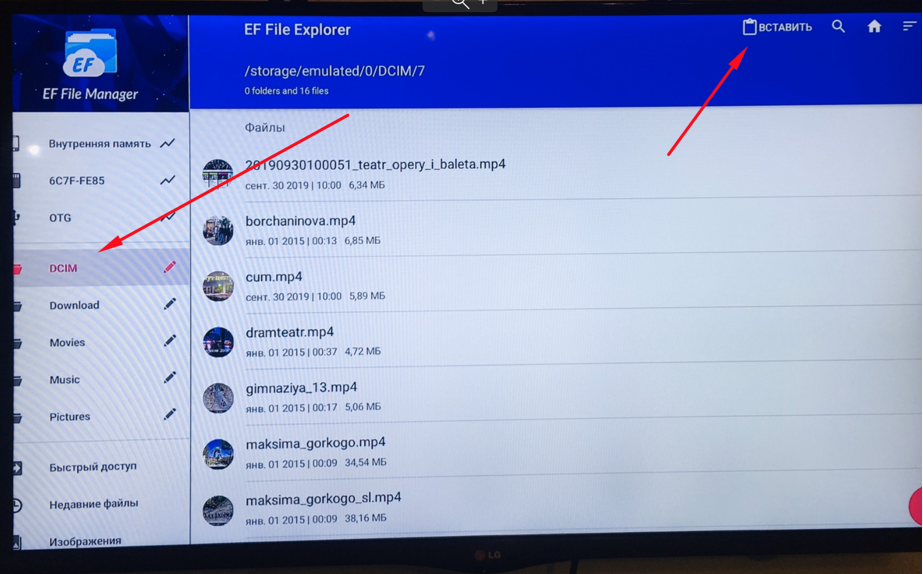 EF
EF File Manager
Внутренняя память
6C7F-FE85
OTG
DCIM
Download
Movies
Music
Pictures
Быстрый доступ
Недавние файлы
Изображения
EF File Explorer
ВСТАВИТЬ
/storage/emulated/0/DCIM/7
0 folders and 16 files
Файлы
20190930100051_teatr_opery_i_baleta.mp4
сент. 30 2019 | 10:00 6,34 МБ
borchaninova.mp4
янв. 01 2015 | 00:13 6,85 МБ
cum.mp4
сент. 30 2019 | 10:00 5,89 МБ
dramteatr.mp4
янв. 01 2015 | 00:37 4,72 МБ
gimnaziya_13.mp4
янв. 01 2015 | 00:17 5,06 МБ
maksima_gorkogo.mp4
янв. 01 2015 | 00:09 34,54 МБ
maksima_gorkogo_sl.mp4
янв. 01 2015 | 00:09 38,16 МБ
LG